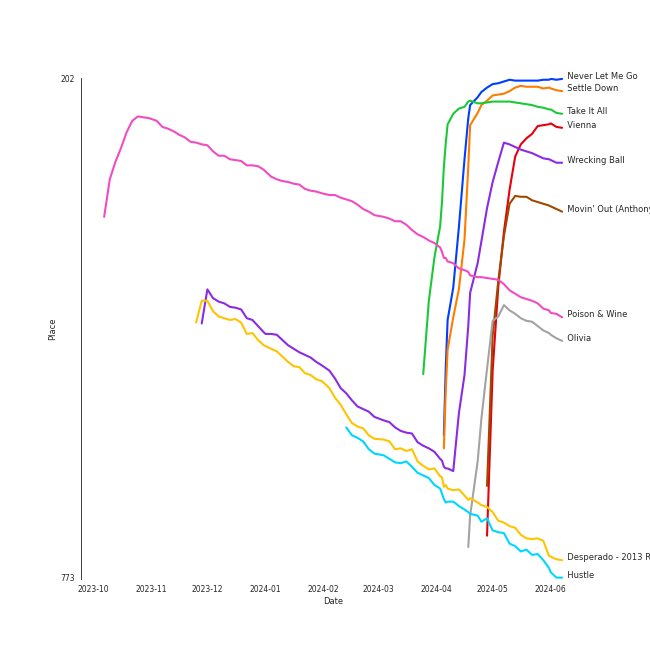 202
Never Let Me Go
Settle Down
Take It All
Vienna
Wrecking Ball
Movin' Out (Anthony
Poison & Wine
Place
Olivia
Desperado - 2013 R
773
Hustle
2023-10 2023-11 2023-12 2024-01 2024-02 2024-03 2024-04 2024-05 2024-06
Date